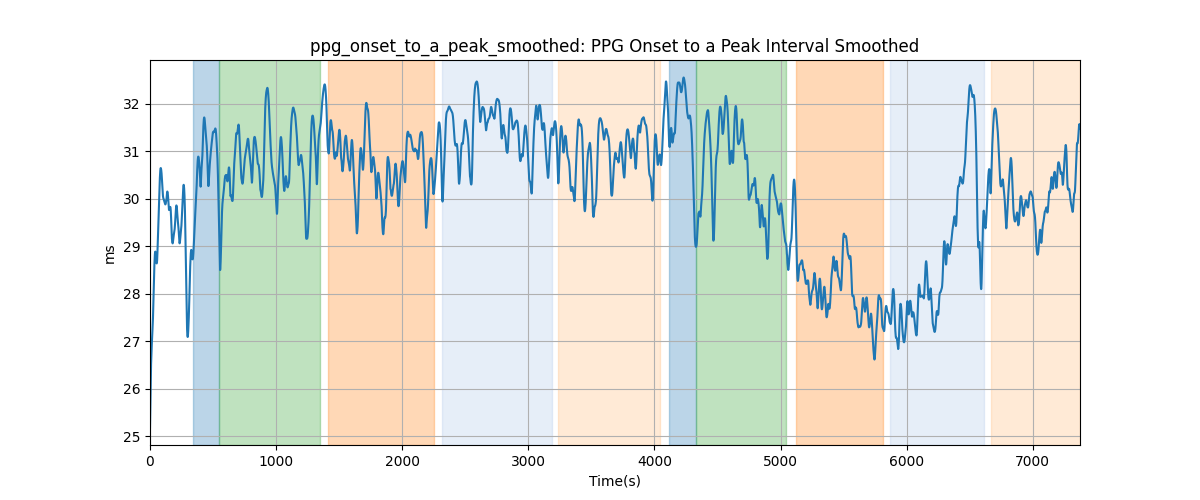 ppg_onset_to_a_peak_smoothed: PPG Onset to a Peak Interval Smoothed
32
31
30
29
28
27
26
25
ms
0 1000 2000 3000 4000 5000 6000 7000
Time(s)